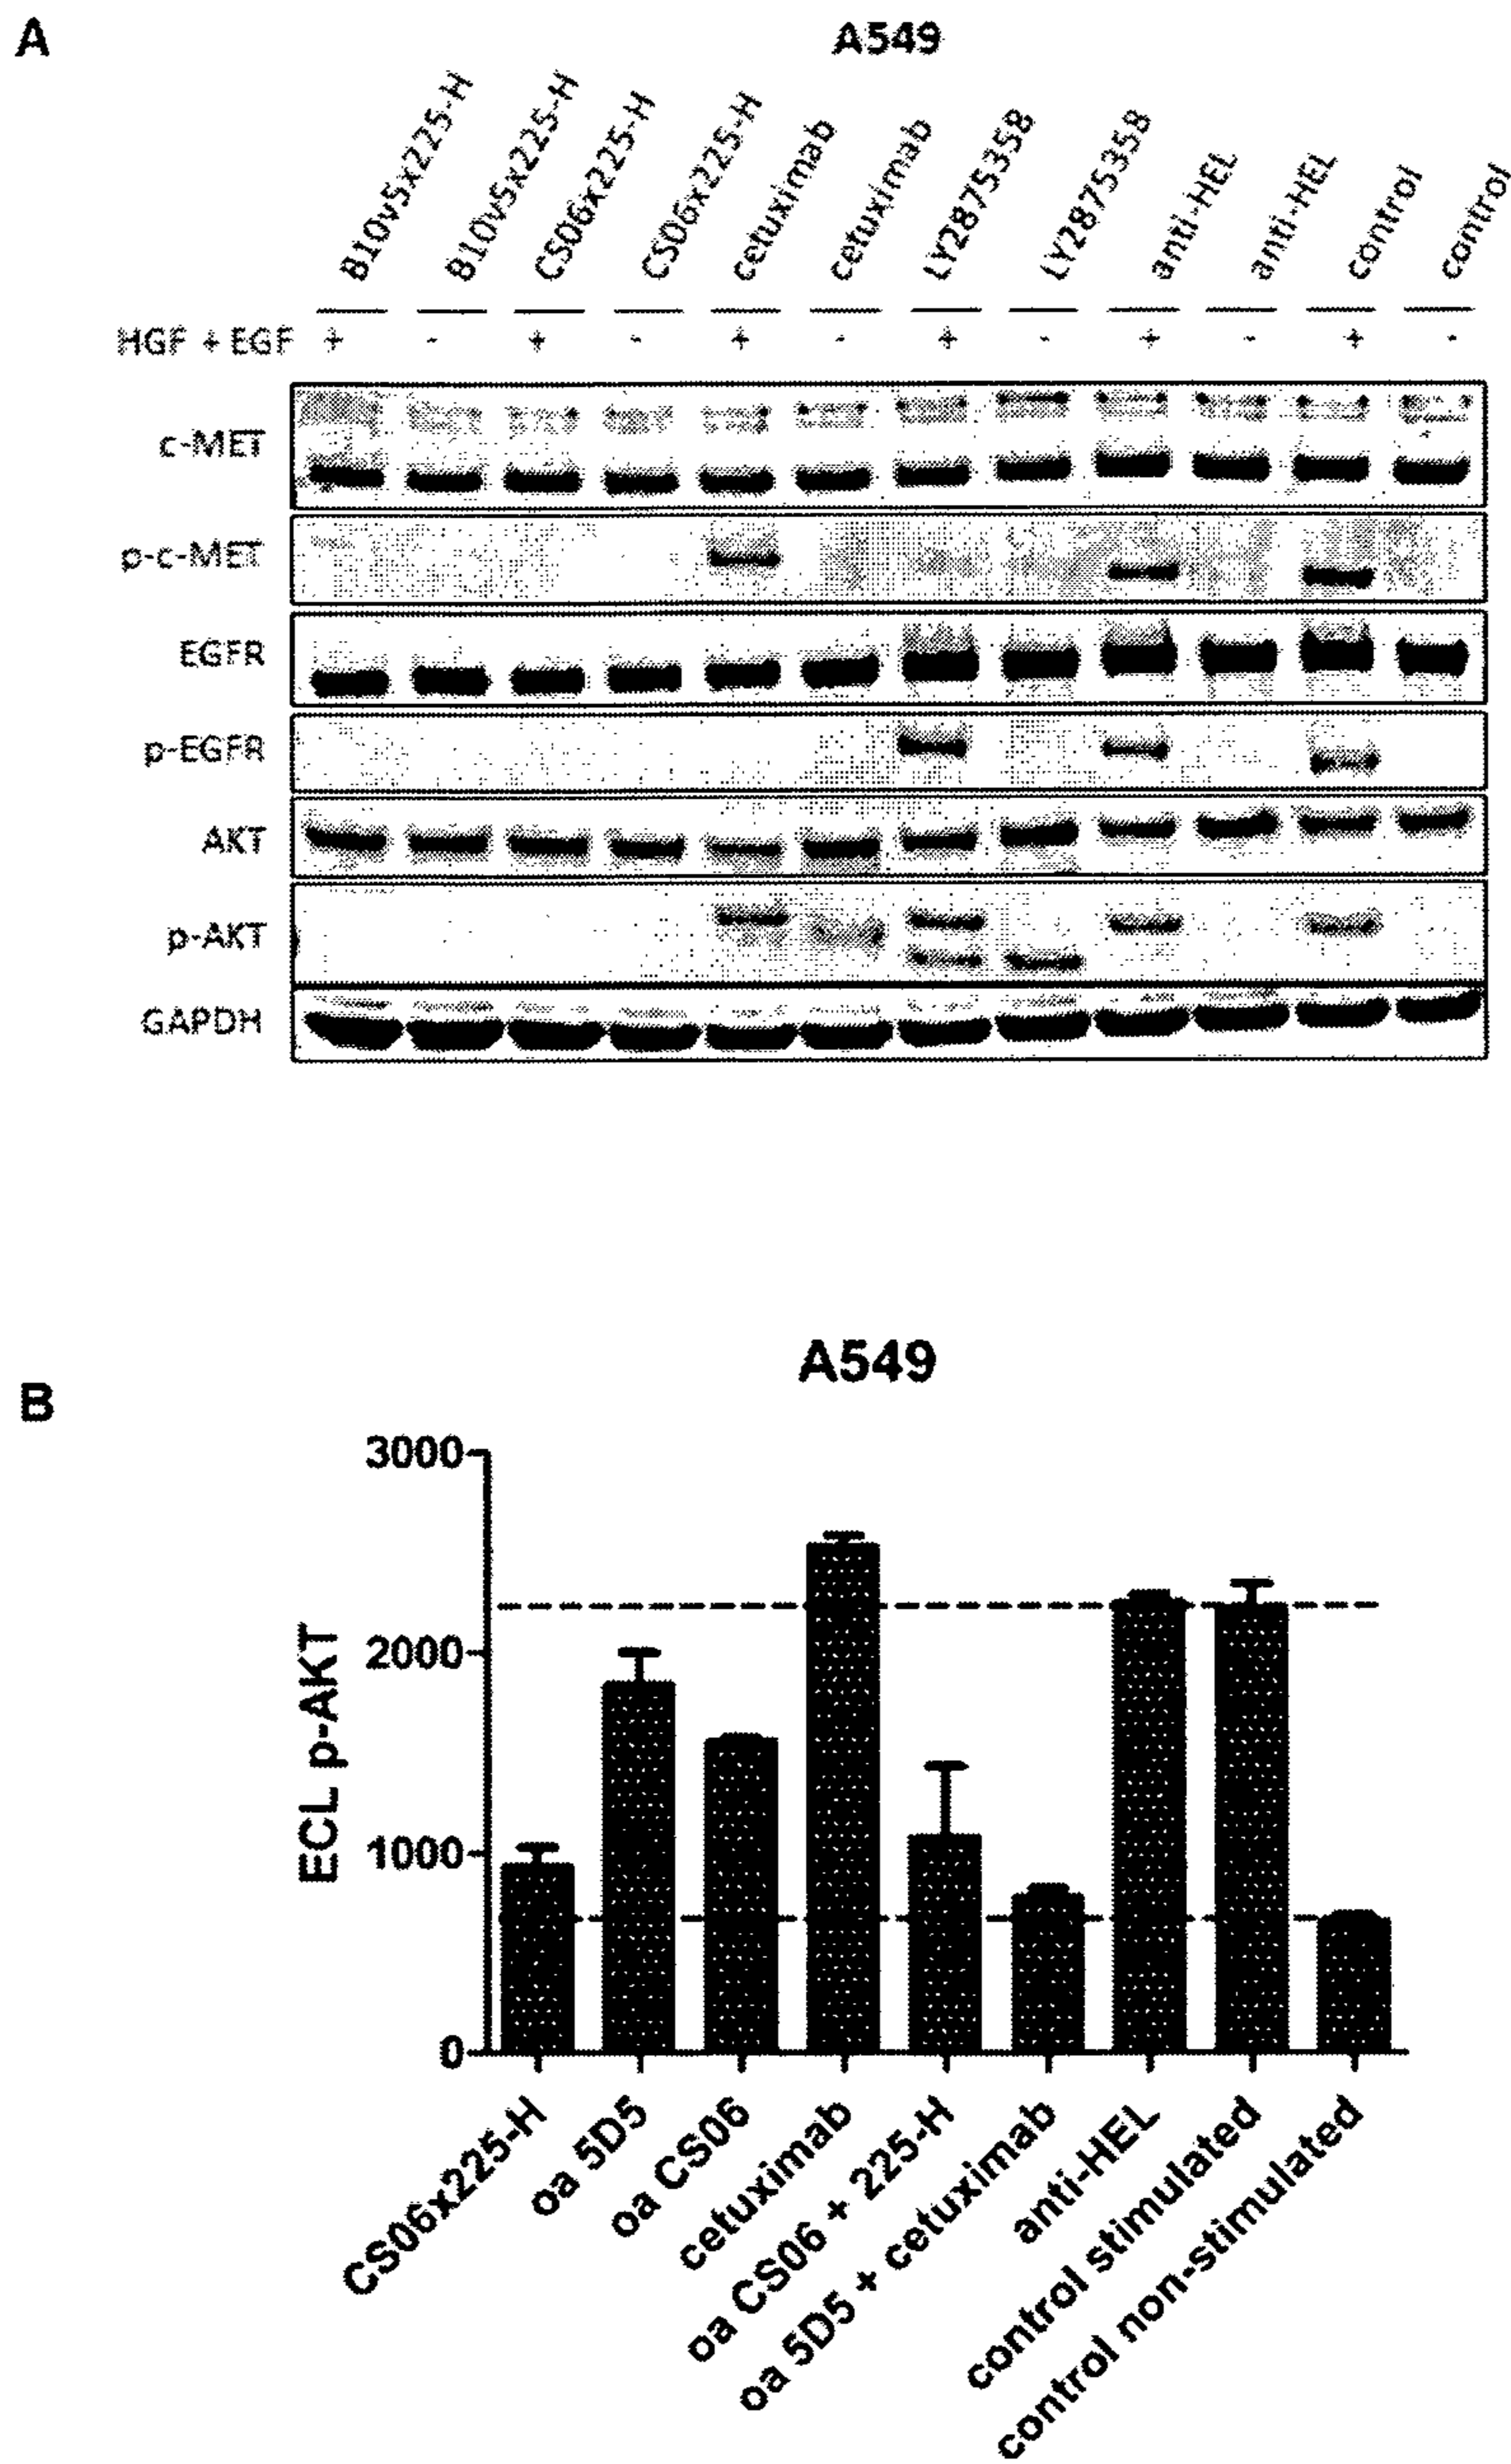 A
A549
B10v5x225-H
B10v5x225-H
CS06x225-H
CS06x225-H
cetuximab
cetuximab
LY2875358
LY2875358
anti-HEL
anti-HEL
control
control
HGF + EGF + - + - + - + - + - + -
c-MET
p-c-MET
EGFR
p-EGFR
AKT
p-AKT
GAPDH
B
A549
ECL p-AKT
3000
2000
1000
0
CS06x225-H
oa 5D5
oa CS06
cetuximab
oa CS06 + 225-H
oa 5D5 + cetuximab
anti-HEL
control stimulated
control non-stimulated